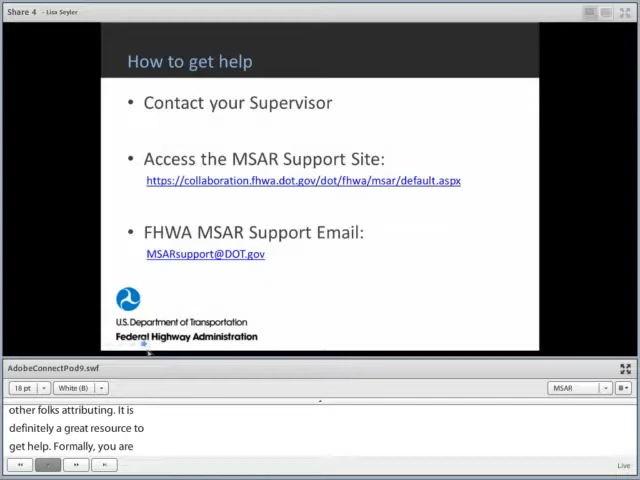 Share 4 - Lisa Seyler
How to get help
• Contact your Supervisor
• Access the MSAR Support Site:
https://collaboration.fhwa.dot.gov/dot/fhwa/msar/default.aspx
• FHWA MSAR Support Email:
MSARsupport@DOT.gov
U.S. Department of Transportation
Federal Highway Administration
AdobeConnectPod9.swf
18 pt White (B) MSAR
other folks attributing. It is
definitely a great resource to
get help. Formally, you are
Live